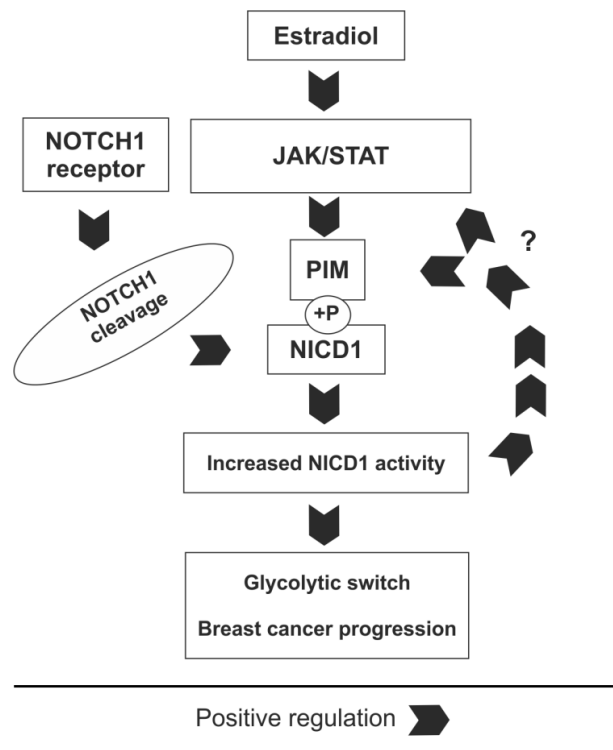 Estradiol
NOTCH1
receptor
JAK/STAT
?
PIM
NOTCH1
cleavage
+P
NICD1
Increased NICD1 activity
Glycolytic switch
Breast cancer progression
Positive regulation